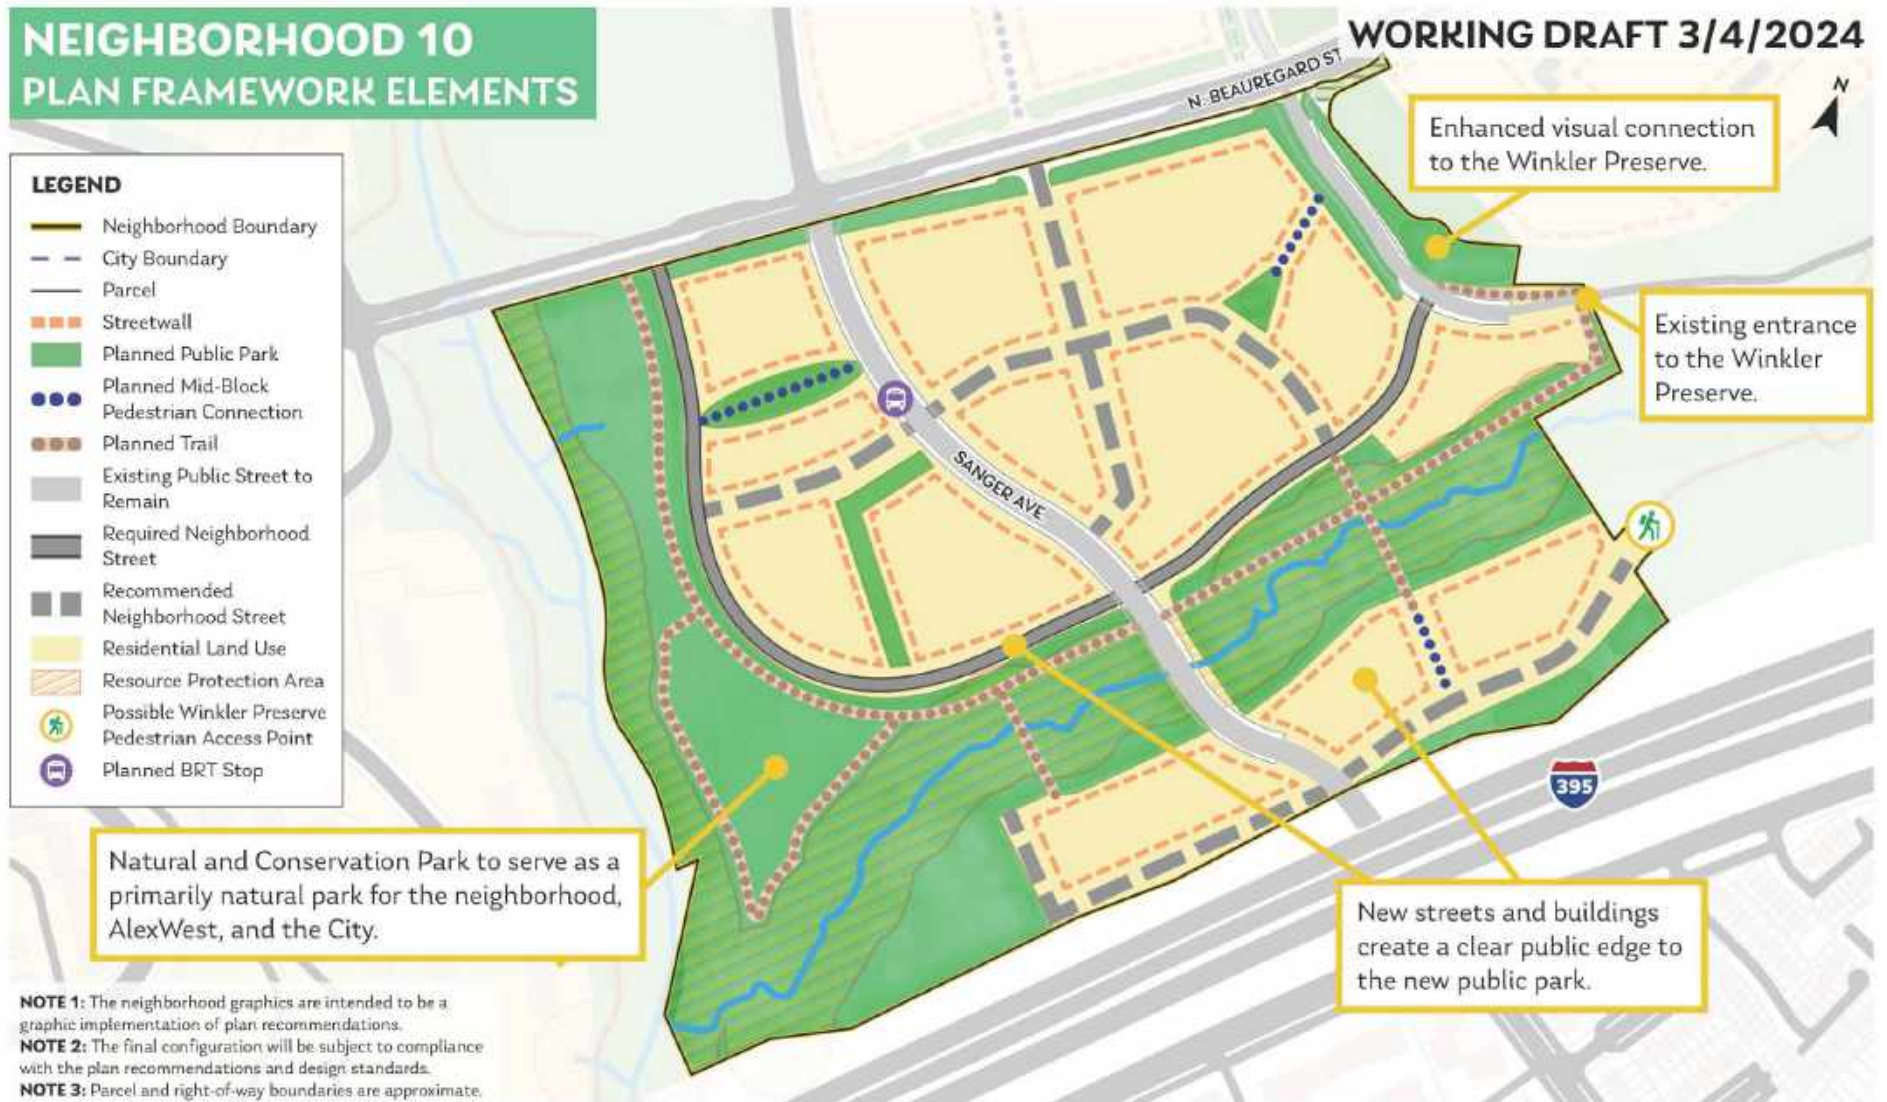 NEIGHBORHOOD 10
PLAN FRAMEWORK ELEMENTS
WORKING DRAFT 3/4/2024
N
N. BEAUREGARD ST
Enhanced visual connection
to the Winkler Preserve.
LEGEND
Neighborhood Boundary
City Boundary
Parcel
Streetwall
Planned Public Park
Planned Mid-Block
Pedestrian Connection
Planned Trail
Existing Public Street to
Remain
Required Neighborhood
Street
Recommended
Neighborhood Street
Residential Land Use
Resource Protection Area
Possible Winkler Preserve
Pedestrian Access Point
Planned BRT Stop
Existing entrance
to the Winkler
Preserve.
SANGER AVE
395
Natural and Conservation Park to serve as a
primarily natural park for the neighborhood,
AlexWest, and the City.
New streets and buildings
create a clear public edge to
the new public park.
NOTE 1: The neighborhood graphics are intended to be a
graphic implementation of plan recommendations.
NOTE 2: The final configuration will be subject to compliance
with the plan recommendations and design standards.
NOTE 3: Parcel and right-of-way boundaries are approximate.